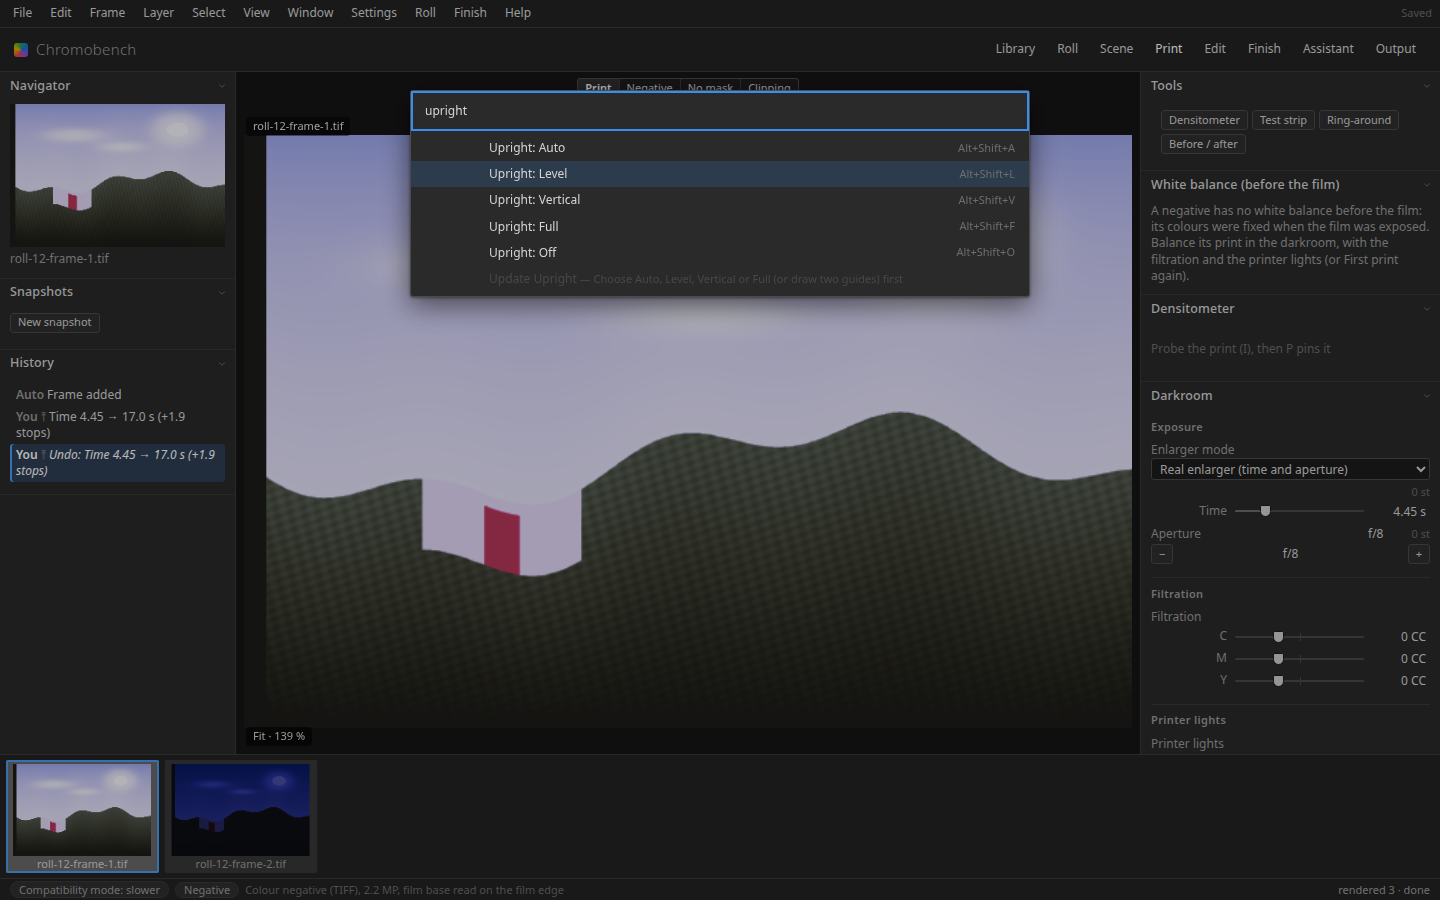 File Edit Frame Layer Select View Window Settings Roll Finish Help
Saved
Chromobench
Library Roll Scene Print Edit Finish Assistant Output
Navigator
roll-12-frame-1.tif
Snapshots
New snapshot
History
Auto Frame added
You Time 4.45 → 17.0 s (+1.9
stops)
You Undo: Time 4.45 → 17.0 s (+1.9
stops)
Print Negative No mask Clipping
upright
Upright: Auto Alt+Shift+A
Upright: Level Alt+Shift+L
Upright: Vertical Alt+Shift+V
Upright: Full Alt+Shift+F
Upright: Off Alt+Shift+O
Update Upright — Choose Auto, Level, Vertical or Full (or draw two guides) first
roll-12-frame-1.tif
Fit · 139 %
Tools
Densitometer Test strip Ring-around
Before / after
White balance (before the film)
A negative has no white balance before the film:
its colours were fixed when the film was exposed.
Balance its print in the darkroom, with the
filtration and the printer lights (or First print
again).
Densitometer
Probe the print (I), then P pins it
Darkroom
Exposure
Enlarger mode
Real enlarger (time and aperture)
0 st
Time 4.45 s
Aperture f/8 0 st
− f/8 +
Filtration
Filtration
C 0 CC
M 0 CC
Y 0 CC
Printer lights
Printer lights
roll-12-frame-1.tif
roll-12-frame-2.tif
Compatibility mode: slower Negative Colour negative (TIFF), 2.2 MP, film base read on the film edge
rendered 3 · done